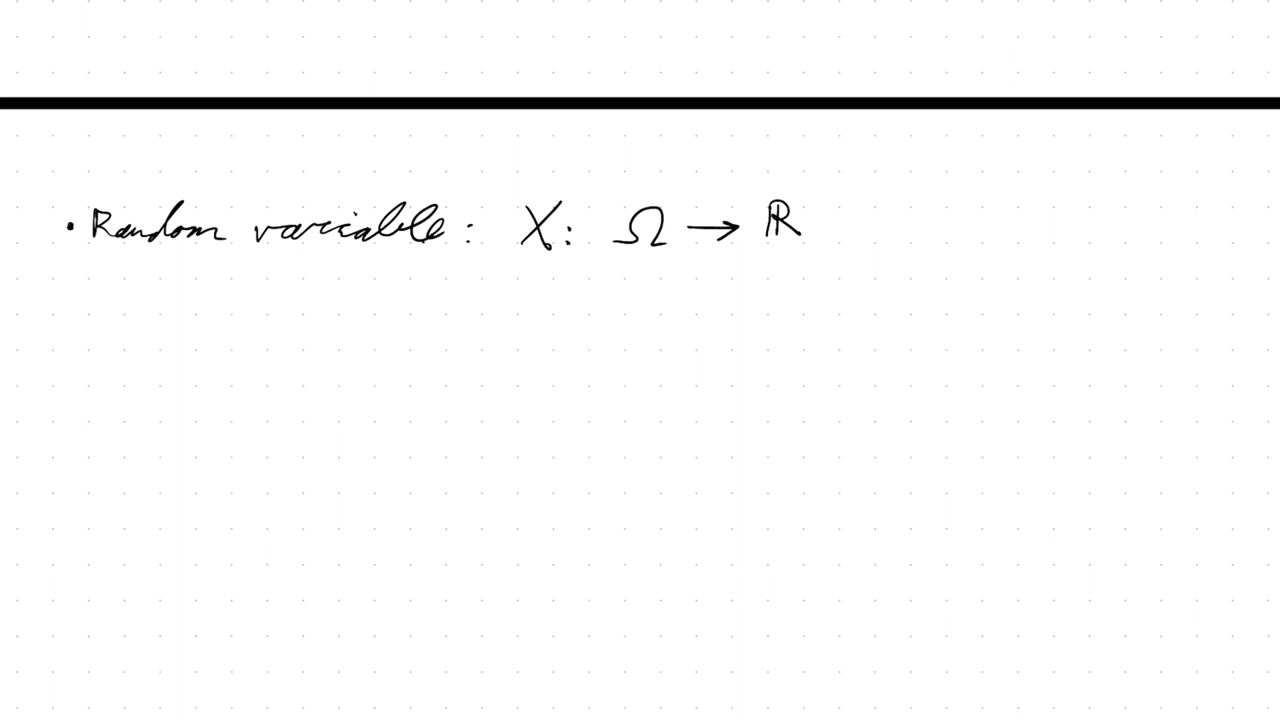 • Random variable: X: Ω → ℝ